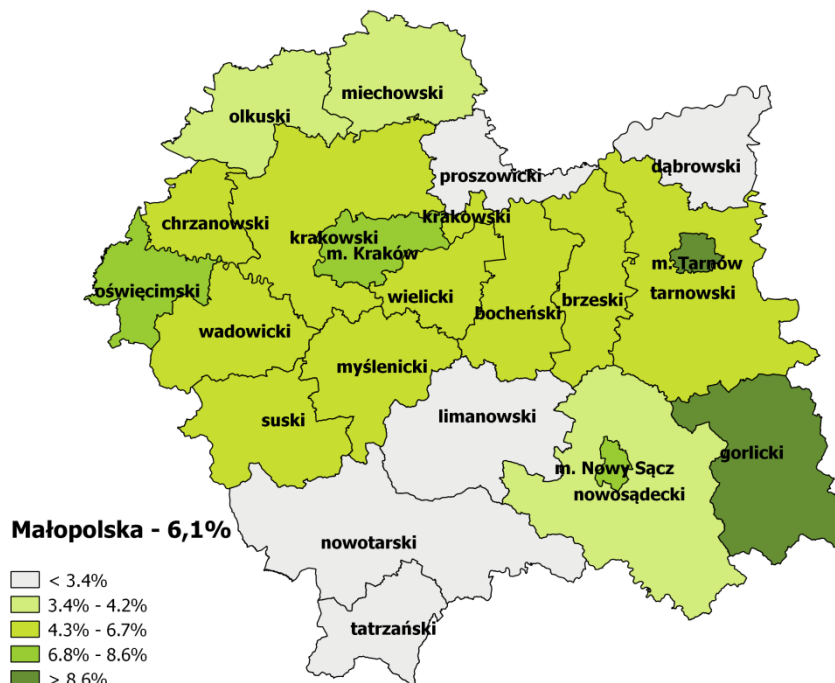 miechowski
olkuski
dąbrowski
proszowicki
chrzanowski
krakowski
krakowski
m. Kraków
m. Tarnów
oświęcimski
wielicki
bocheński
brzeski
tarnowski
wadowicki
myślenicki
suski
limanowski
gorlicki
m. Nowy Sącz
nowosądecki
Małopolska - 6,1%
nowotarski
< 3.4%
3.4% - 4.2%
4.3% - 6.7%
tatrzański
6.8% - 8.6%
> 8.6%